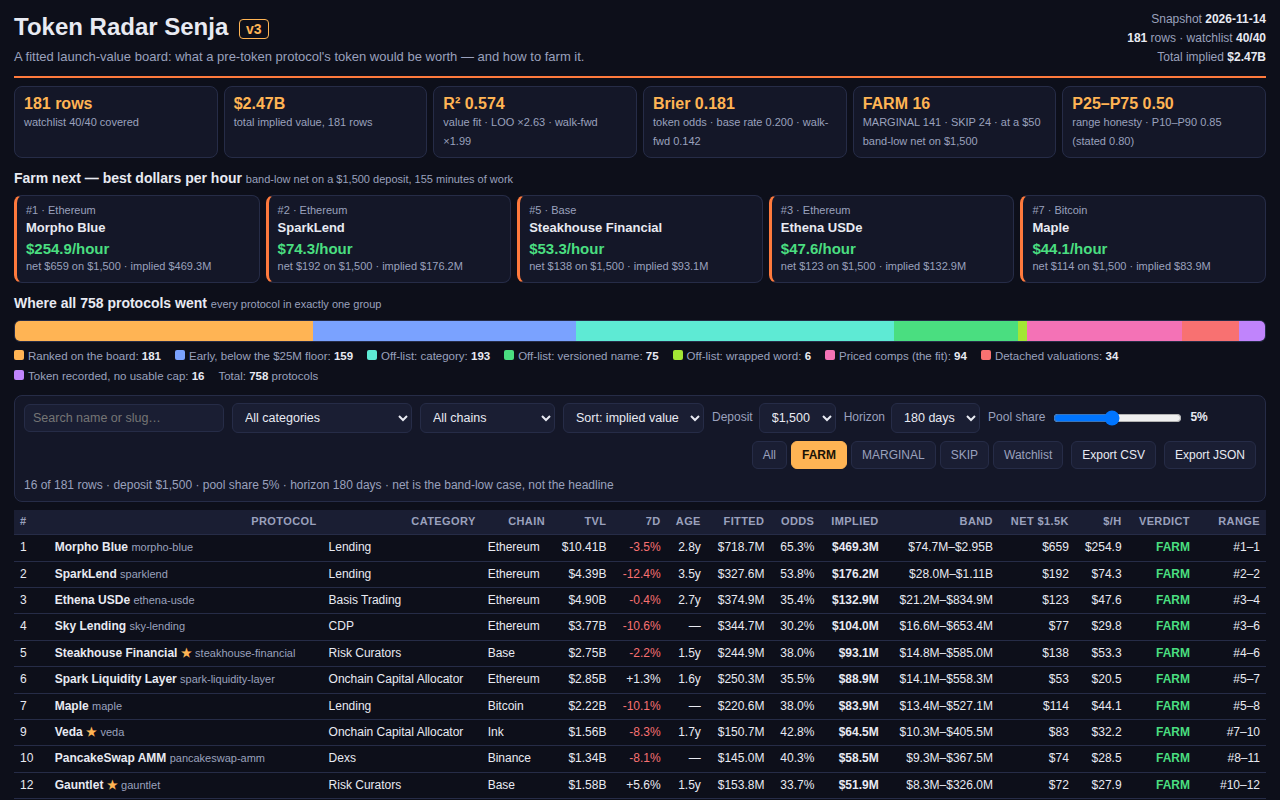 Token Radar Senja v3
A fitted launch-value board: what a pre-token protocol's token would be worth — and how to farm it.
Snapshot 2026-11-14
181 rows · watchlist 40/40
Total implied $2.47B
181 rows
watchlist 40/40 covered
$2.47B
total implied value, 181 rows
R² 0.574
value fit · LOO ×2.63 · walk-fwd
×1.99
Brier 0.181
token odds · base rate 0.200 · walk-
fwd 0.142
FARM 16
MARGINAL 141 · SKIP 24 · at a $50
band-low net on $1,500
P25–P75 0.50
range honesty · P10–P90 0.85
(stated 0.80)
Farm next — best dollars per hour band-low net on a $1,500 deposit, 155 minutes of work
#1 · Ethereum
Morpho Blue
$254.9/hour
net $659 on $1,500 · implied $469.3M
#2 · Ethereum
SparkLend
$74.3/hour
net $192 on $1,500 · implied $176.2M
#5 · Base
Steakhouse Financial
$53.3/hour
net $138 on $1,500 · implied $93.1M
#3 · Ethereum
Ethena USDe
$47.6/hour
net $123 on $1,500 · implied $132.9M
#7 · Bitcoin
Maple
$44.1/hour
net $114 on $1,500 · implied $83.9M
Where all 758 protocols went every protocol in exactly one group
Ranked on the board: 181 Early, below the $25M floor: 159 Off-list: category: 193 Off-list: versioned name: 75 Off-list: wrapped word: 6 Priced comps (the fit): 94 Detached valuations: 34
Token recorded, no usable cap: 16 Total: 758 protocols
Search name or slug… All categories All chains Sort: implied value Deposit $1,500 Horizon 180 days Pool share 5%
All FARM MARGINAL SKIP Watchlist Export CSV Export JSON
16 of 181 rows · deposit $1,500 · pool share 5% · horizon 180 days · net is the band-low case, not the headline
# PROTOCOL CATEGORY CHAIN TVL 7D AGE FITTED ODDS IMPLIED BAND NET $1.5K $/H VERDICT RANGE
1 Morpho Blue morpho-blue Lending Ethereum $10.41B -3.5% 2.8y $718.7M 65.3% $469.3M $74.7M–$2.95B $659 $254.9 FARM #1–1
2 SparkLend sparklend Lending Ethereum $4.39B -12.4% 3.5y $327.6M 53.8% $176.2M $28.0M–$1.11B $192 $74.3 FARM #2–2
3 Ethena USDe ethena-usde Basis Trading Ethereum $4.90B -0.4% 2.7y $374.9M 35.4% $132.9M $21.2M–$834.9M $123 $47.6 FARM #3–4
4 Sky Lending sky-lending CDP Ethereum $3.77B -10.6% — $344.7M 30.2% $104.0M $16.6M–$653.4M $77 $29.8 FARM #3–6
5 Steakhouse Financial ★ steakhouse-financial Risk Curators Base $2.75B -2.2% 1.5y $244.9M 38.0% $93.1M $14.8M–$585.0M $138 $53.3 FARM #4–6
6 Spark Liquidity Layer spark-liquidity-layer Onchain Capital Allocator Ethereum $2.85B +1.3% 1.6y $250.3M 35.5% $88.9M $14.1M–$558.3M $53 $20.5 FARM #5–7
7 Maple maple Lending Bitcoin $2.22B -10.1% — $220.6M 38.0% $83.9M $13.4M–$527.1M $114 $44.1 FARM #5–8
9 Veda ★ veda Onchain Capital Allocator Ink $1.56B -8.3% 1.7y $150.7M 42.8% $64.5M $10.3M–$405.5M $83 $32.2 FARM #7–10
10 PancakeSwap AMM pancakeswap-amm Dexs Binance $1.34B -8.1% — $145.0M 40.3% $58.5M $9.3M–$367.5M $74 $28.5 FARM #8–11
12 Gauntlet ★ gauntlet Risk Curators Base $1.58B +5.6% 1.5y $153.8M 33.7% $51.9M $8.3M–$326.0M $72 $27.9 FARM #10–12